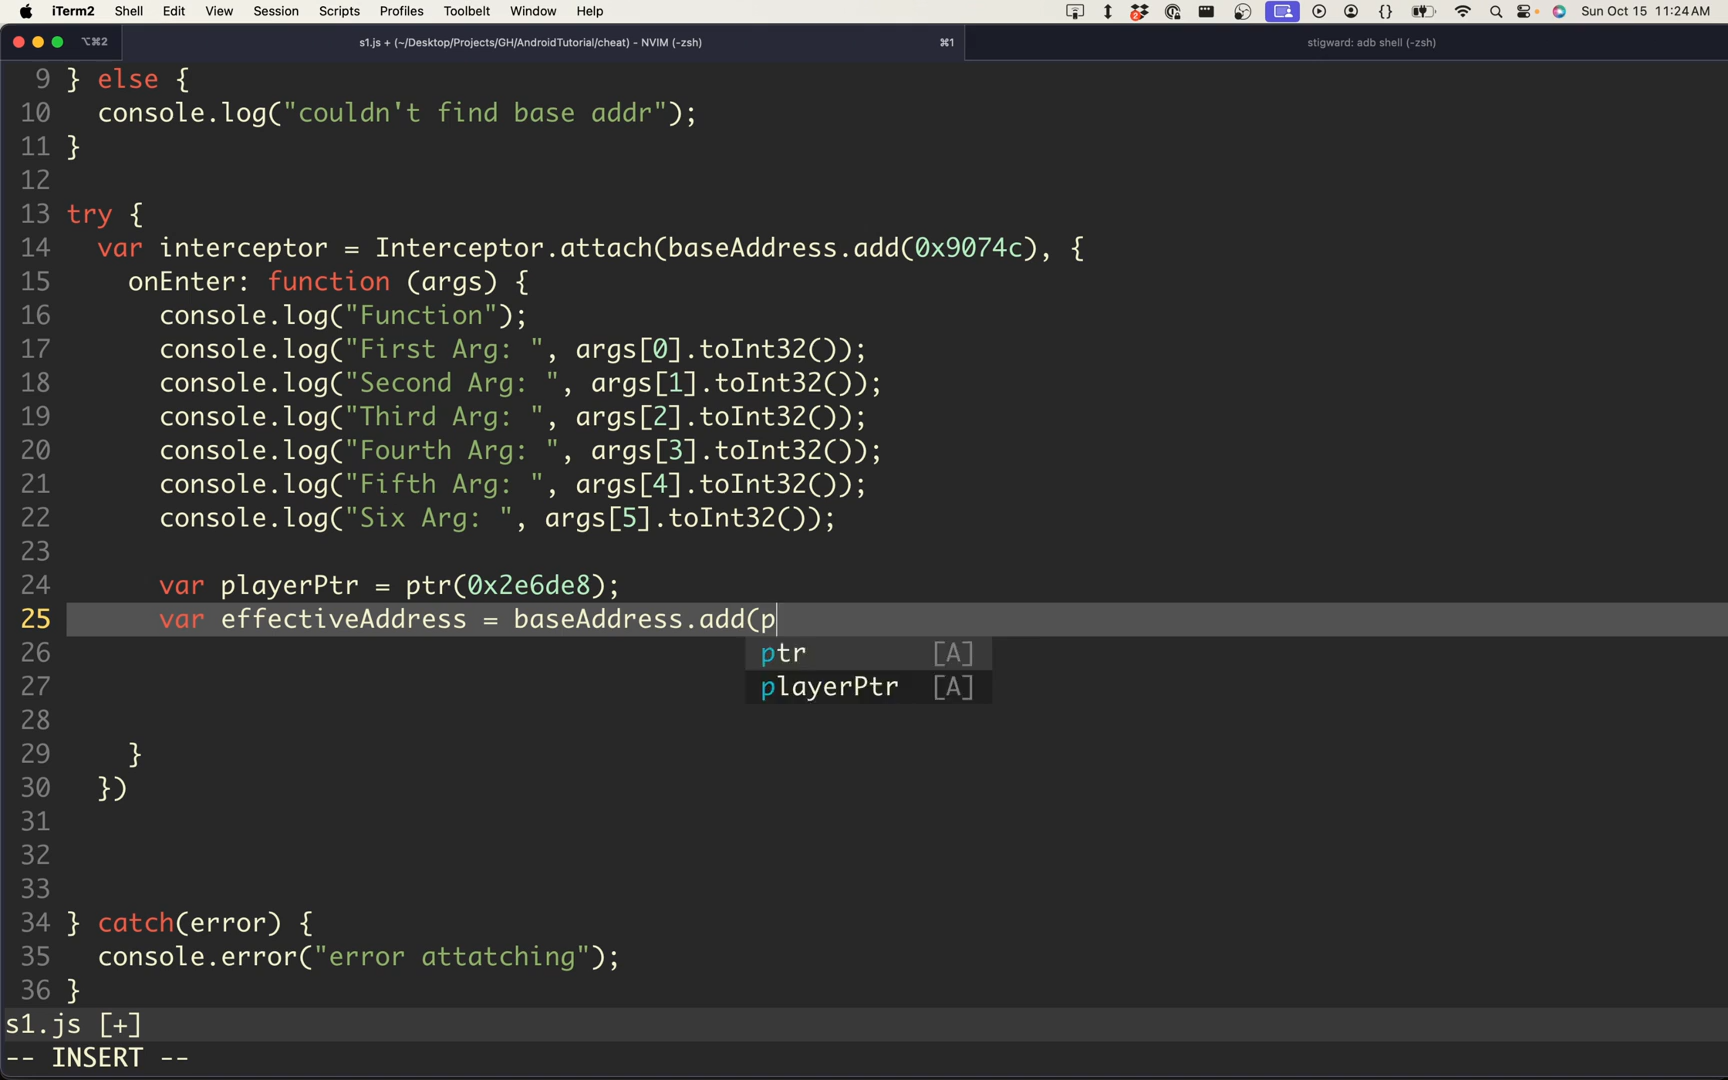 iTerm2 Shell Edit View Session Scripts Profiles Toolbelt Window Help Sun Oct 15 11:24 AM
⌥⌘2 s1.js + (~/Desktop/Projects/GH/AndroidTutorial/cheat) - NVIM (-zsh) ⌘1 stigward: adb shell (-zsh)
9 } else {
10   console.log("couldn't find base addr");
11 }
12
13 try {
14   var interceptor = Interceptor.attach(baseAddress.add(0x9074c), {
15     onEnter: function (args) {
16       console.log("Function");
17       console.log("First Arg: ", args[0].toInt32());
18       console.log("Second Arg: ", args[1].toInt32());
19       console.log("Third Arg: ", args[2].toInt32());
20       console.log("Fourth Arg: ", args[3].toInt32());
21       console.log("Fifth Arg: ", args[4].toInt32());
22       console.log("Six Arg: ", args[5].toInt32());
23
24       var playerPtr = ptr(0x2e6de8);
25       var effectiveAddress = baseAddress.add(p
26 ptr [A]
27 playerPtr [A]
28
29     }
30   })
31
32
33
34 } catch(error) {
35   console.error("error attatching");
36 }
s1.js [+]
-- INSERT --